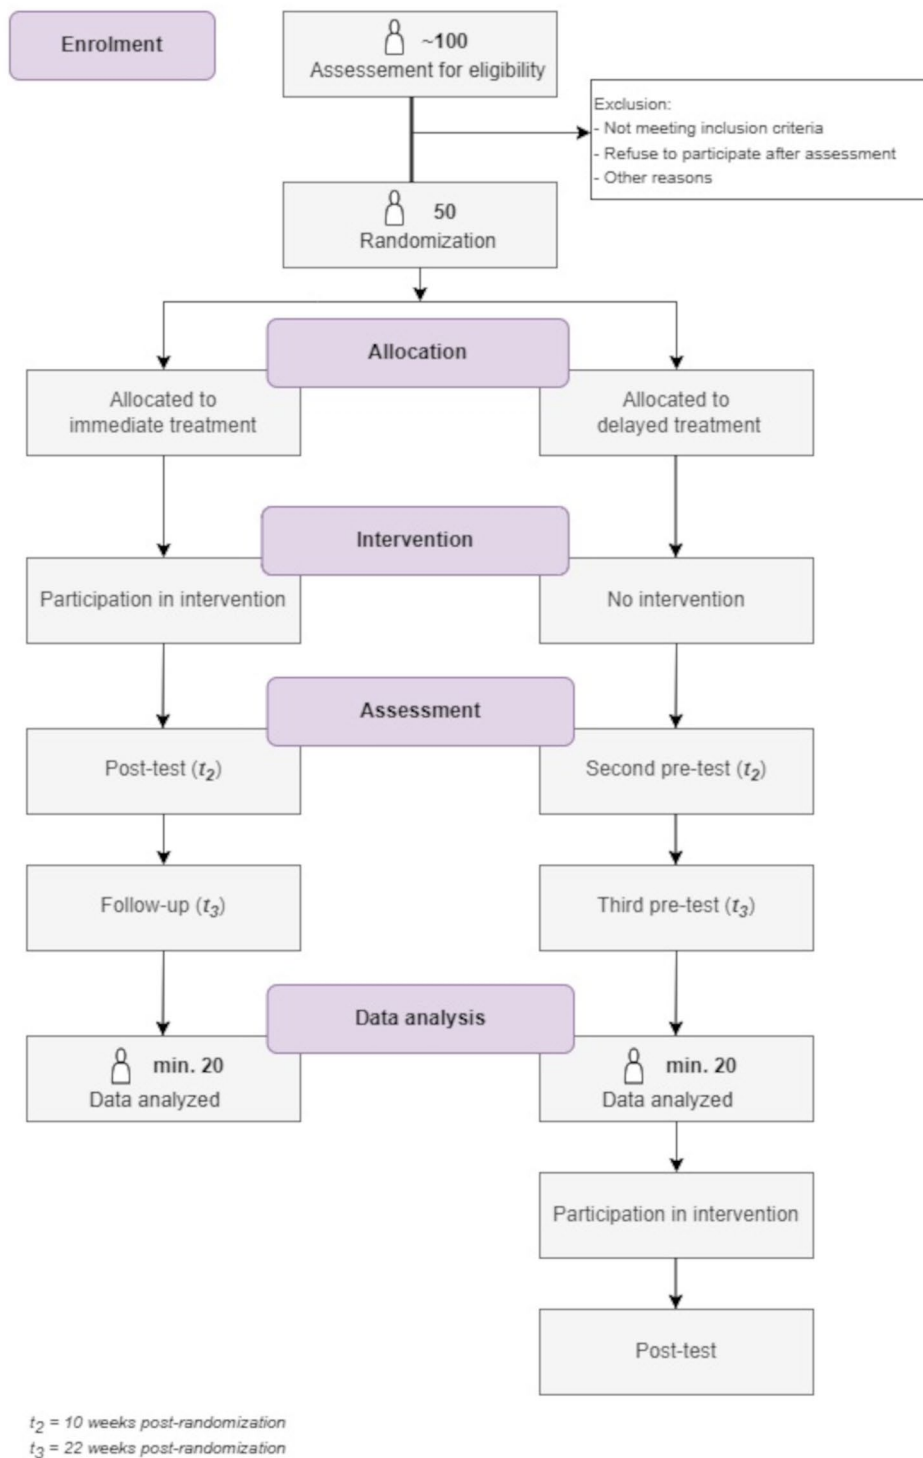 Enrolment
~100
Assessement for eligibility
Exclusion:
- Not meeting inclusion criteria
- Refuse to participate after assessment
- Other reasons
50
Randomization
Allocation
Allocated to
immediate treatment
Allocated to
delayed treatment
Intervention
Participation in intervention
No intervention
Assessment
Post-test (t2)
Second pre-test (t2)
Follow-up (t3)
Third pre-test (t3)
Data analysis
min. 20
Data analyzed
min. 20
Data analyzed
Participation in intervention
Post-test
t2 = 10 weeks post-randomization
t3 = 22 weeks post-randomization